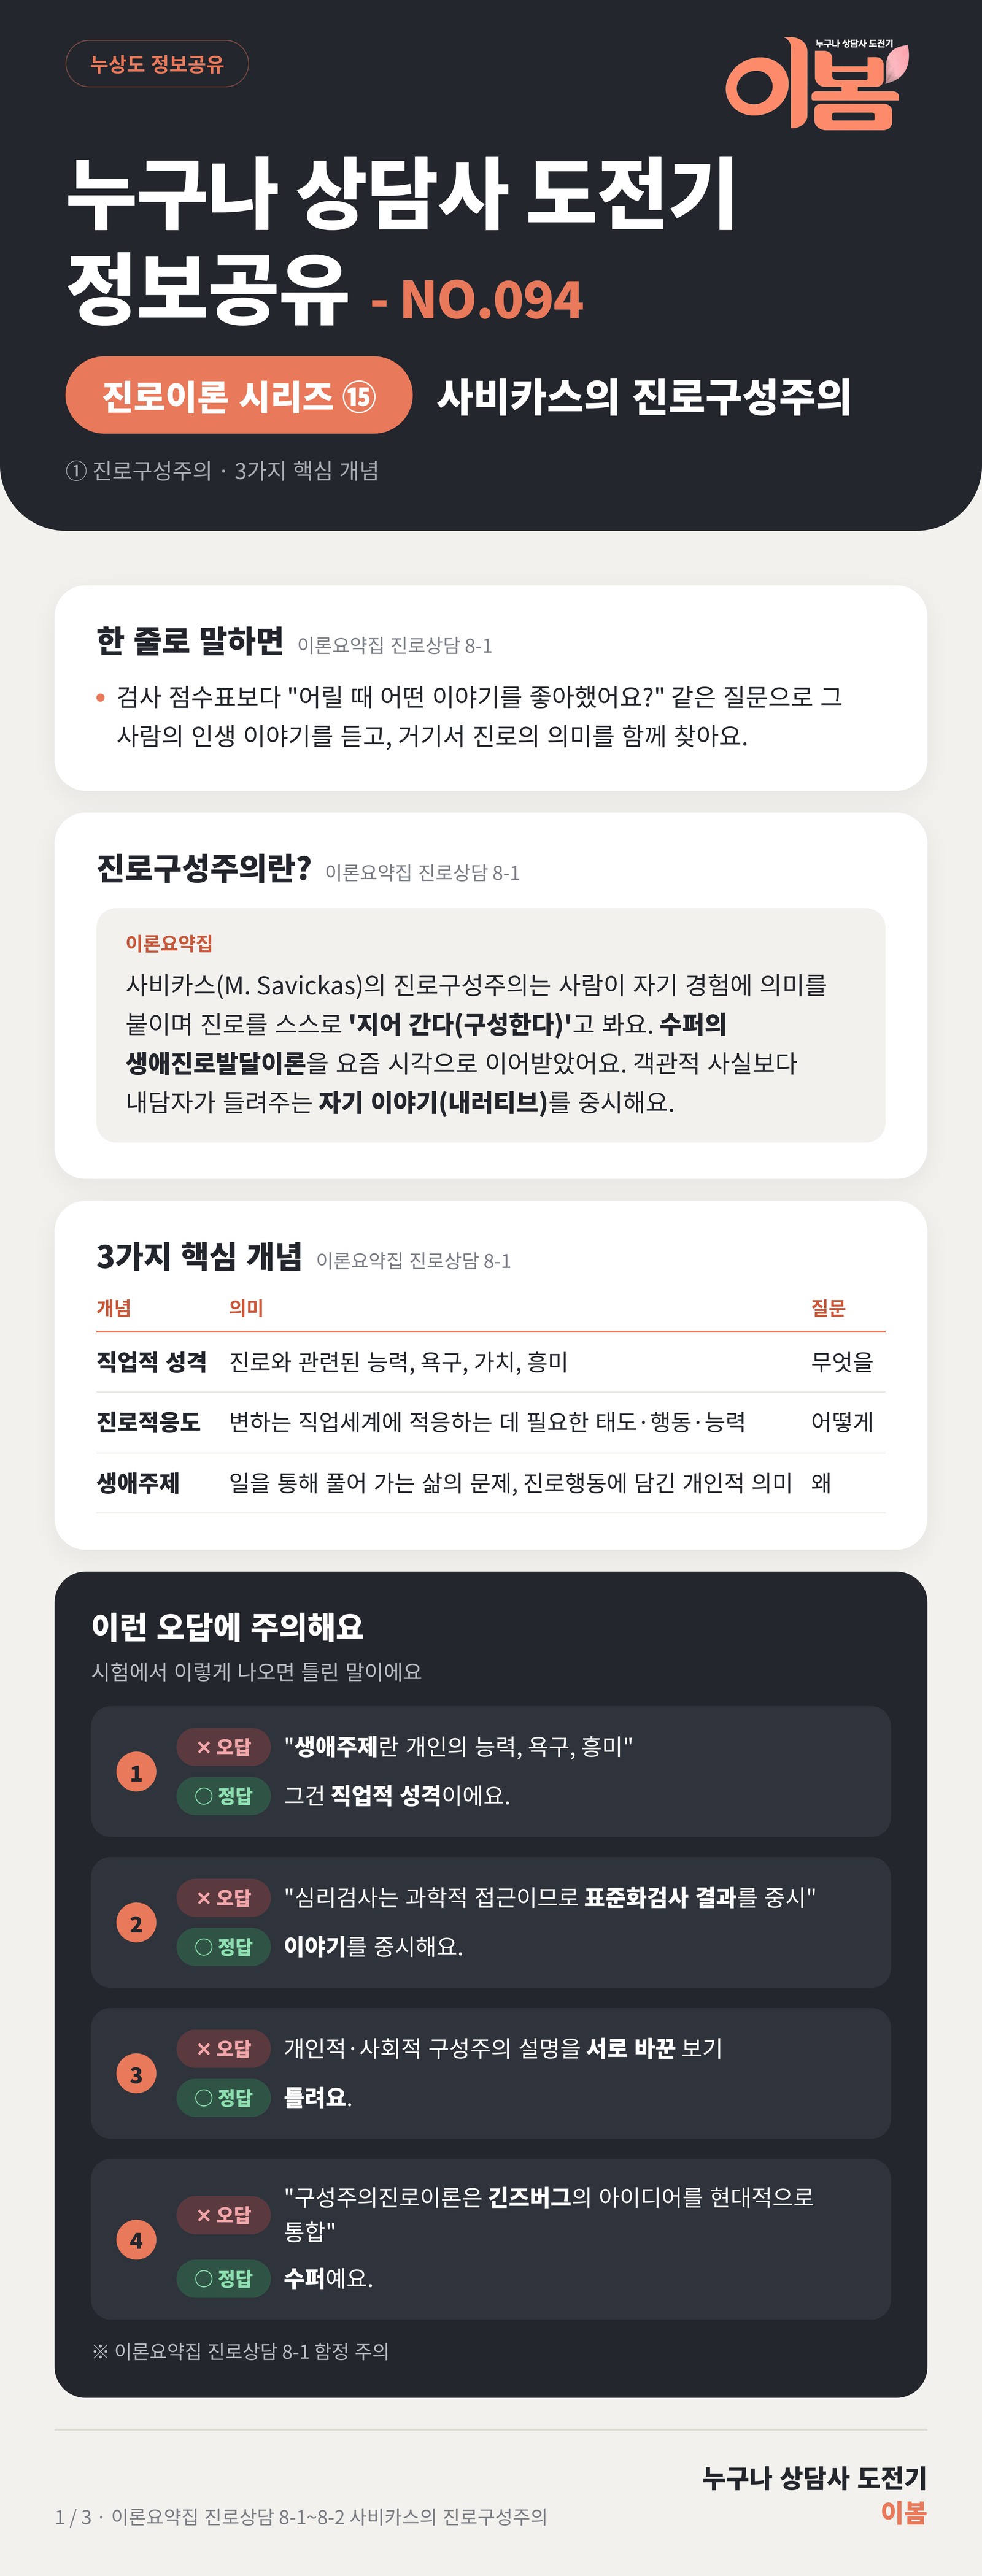 누상도 정보공유
누구나 상담사 도전기
이봄
누구나 상담사 도전기
정보공유 - NO.094
진로이론 시리즈 ⑮ 사비카스의 진로구성주의
① 진로구성주의 · 3가지 핵심 개념
한 줄로 말하면 이론요약집 진로상담 8-1
• 검사 점수표보다 "어릴 때 어떤 이야기를 좋아했어요?" 같은 질문으로 그
사람의 인생 이야기를 듣고, 거기서 진로의 의미를 함께 찾아요.
진로구성주의란? 이론요약집 진로상담 8-1
이론요약집
사비카스(M. Savickas)의 진로구성주의는 사람이 자기 경험에 의미를
붙이며 진로를 스스로 '지어 간다(구성한다)'고 봐요. 수퍼의
생애진로발달이론을 요즘 시각으로 이어받았어요. 객관적 사실보다
내담자가 들려주는 자기 이야기(내러티브)를 중시해요.
3가지 핵심 개념 이론요약집 진로상담 8-1
개념 의미 질문
직업적 성격 진로와 관련된 능력, 욕구, 가치, 흥미 무엇을
진로적응도 변하는 직업세계에 적응하는 데 필요한 태도·행동·능력 어떻게
생애주제 일을 통해 풀어 가는 삶의 문제, 진로행동에 담긴 개인적 의미 왜
이런 오답에 주의해요
시험에서 이렇게 나오면 틀린 말이에요
1
✕ 오답 "생애주제란 개인의 능력, 욕구, 흥미"
○ 정답 그건 직업적 성격이에요.
2
✕ 오답 "심리검사는 과학적 접근이므로 표준화검사 결과를 중시"
○ 정답 이야기를 중시해요.
3
✕ 오답 개인적·사회적 구성주의 설명을 서로 바꾼 보기
○ 정답 틀려요.
4
✕ 오답 "구성주의진로이론은 긴즈버그의 아이디어를 현대적으로
통합"
○ 정답 수퍼예요.
※ 이론요약집 진로상담 8-1 함정 주의
누구나 상담사 도전기
1 / 3 · 이론요약집 진로상담 8-1~8-2 사비카스의 진로구성주의 이봄